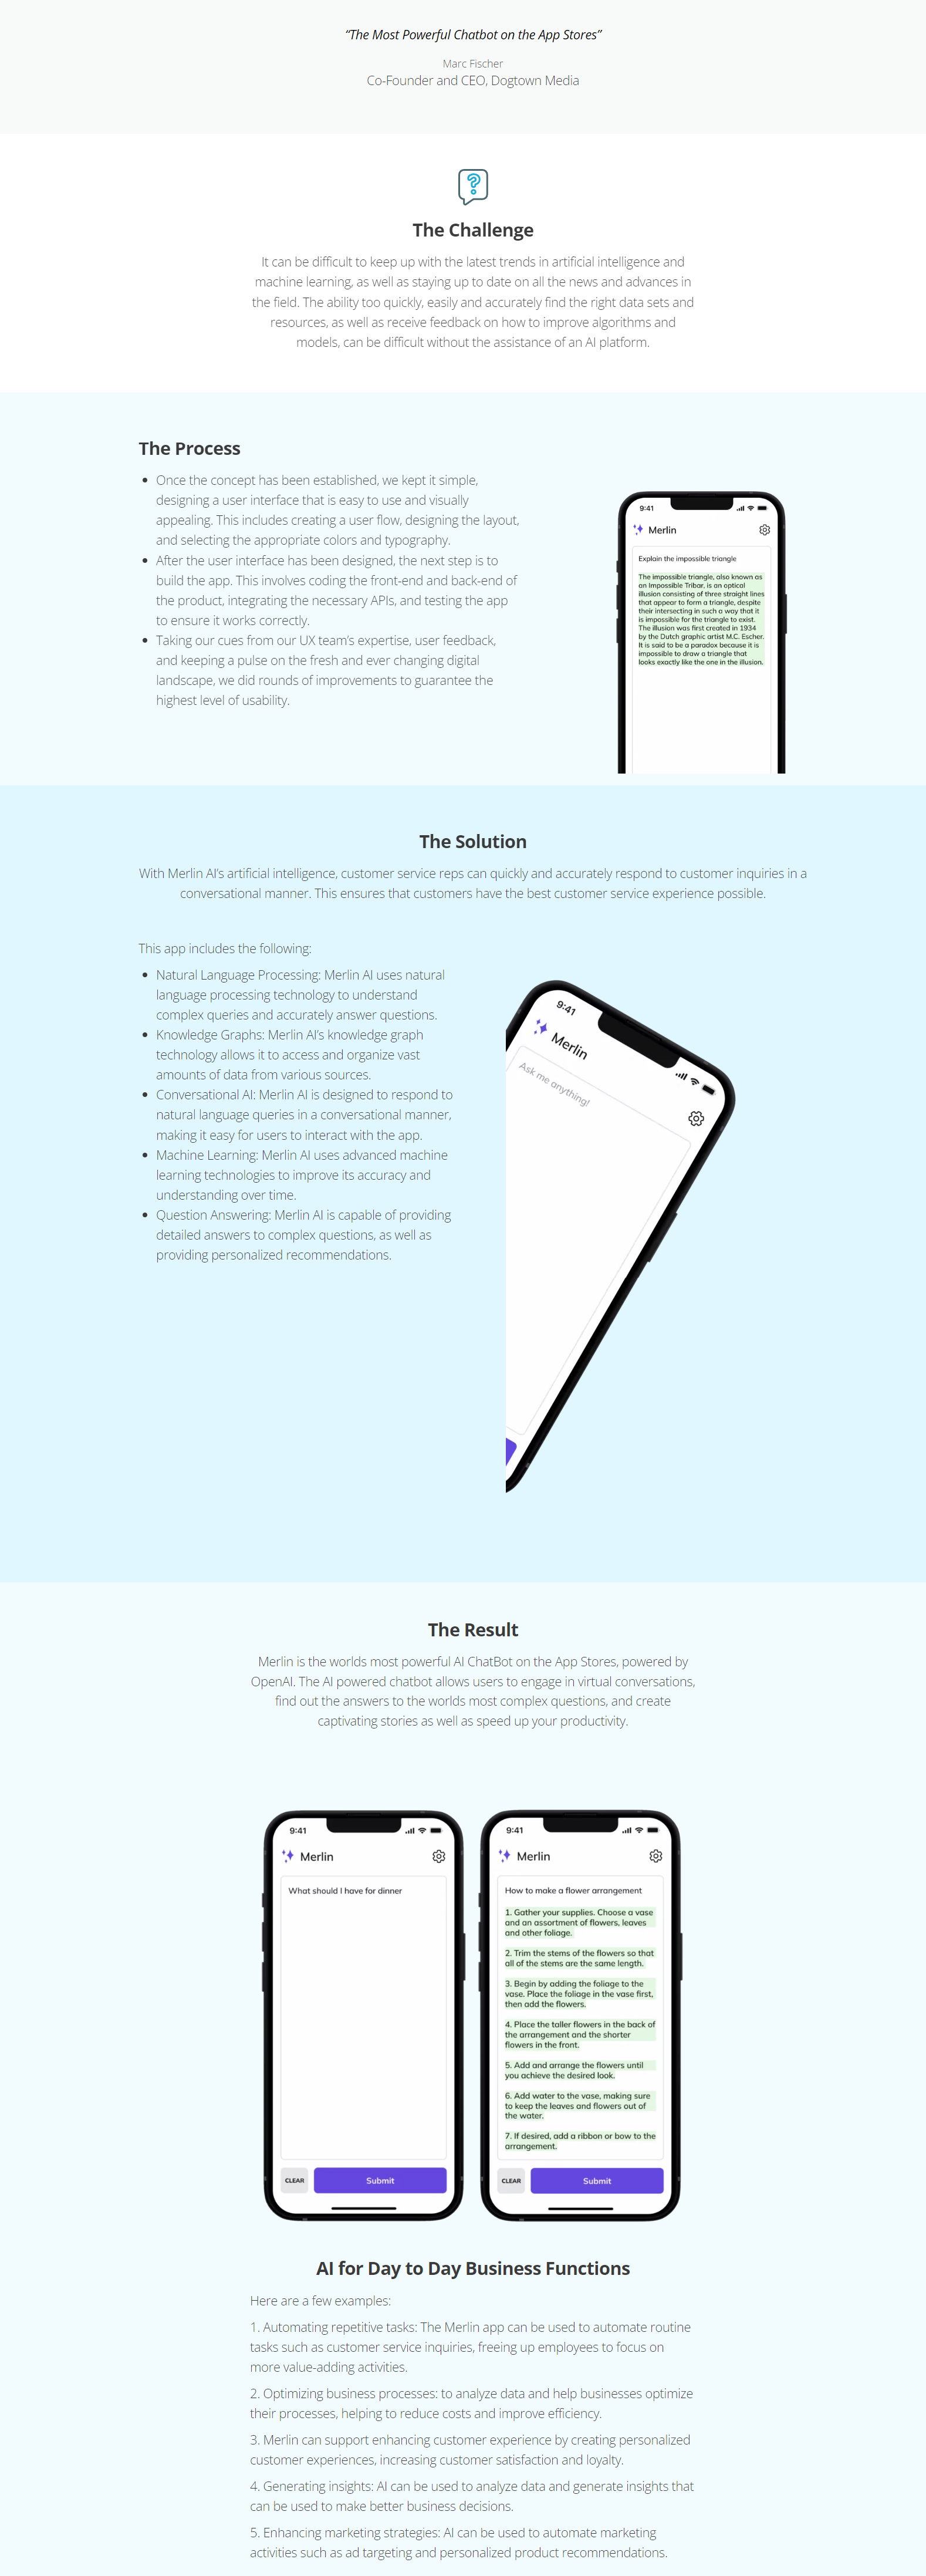 “The Most Powerful Chatbot on the App Stores”
Marc Fischer
Co-Founder and CEO, Dogtown Media
The Challenge
It can be difficult to keep up with the latest trends in artificial intelligence and
machine learning, as well as staying up to date on all the news and advances in
the field. The ability too quickly, easily and accurately find the right data sets and
resources, as well as receive feedback on how to improve algorithms and
models, can be difficult without the assistance of an AI platform.
The Process
Once the concept has been established, we kept it simple,
designing a user interface that is easy to use and visually
appealing. This includes creating a user flow, designing the layout,
and selecting the appropriate colors and typography.
After the user interface has been designed, the next step is to
build the app. This involves coding the front-end and back-end of
the product, integrating the necessary APIs, and testing the app
to ensure it works correctly.
Taking our cues from our UX team’s expertise, user feedback,
and keeping a pulse on the fresh and ever changing digital
landscape, we did rounds of improvements to guarantee the
highest level of usability.
9:41
Merlin
Explain the impossible triangle
The impossible triangle, also known as
an Impossible Tribar, is an optical
illusion consisting of three straight lines
that appear to form a triangle, despite
their intersecting in such a way that it
is impossible for the triangle to exist.
The illusion was first created in 1934
by the Dutch graphic artist M.C. Escher.
It is said to be a paradox because it is
impossible to draw a triangle that
looks exactly like the one in the illusion.
The Solution
With Merlin AI’s artificial intelligence, customer service reps can quickly and accurately respond to customer inquiries in a
conversational manner. This ensures that customers have the best customer service experience possible.
This app includes the following:
Natural Language Processing: Merlin AI uses natural
language processing technology to understand
complex queries and accurately answer questions.
Knowledge Graphs: Merlin AI’s knowledge graph
technology allows it to access and organize vast
amounts of data from various sources.
Conversational AI: Merlin AI is designed to respond to
natural language queries in a conversational manner,
making it easy for users to interact with the app.
Machine Learning: Merlin AI uses advanced machine
learning technologies to improve its accuracy and
understanding over time.
Question Answering: Merlin AI is capable of providing
detailed answers to complex questions, as well as
providing personalized recommendations.
9:41
Merlin
Ask me anything!
The Result
Merlin is the worlds most powerful AI ChatBot on the App Stores, powered by
OpenAI. The AI powered chatbot allows users to engage in virtual conversations,
find out the answers to the worlds most complex questions, and create
captivating stories as well as speed up your productivity.
9:41
Merlin
What should I have for dinner
CLEAR
Submit
9:41
Merlin
How to make a flower arrangement
1. Gather your supplies. Choose a vase
and an assortment of flowers, leaves
and other foliage.
2. Trim the stems of the flowers so that
all of the stems are the same length.
3. Begin by adding the foliage to the
vase. Place the foliage in the vase first,
then add the flowers.
4. Place the taller flowers in the back of
the arrangement and the shorter
flowers in the front.
5. Add and arrange the flowers until
you achieve the desired look.
6. Add water to the vase, making sure
to keep the leaves and flowers out of
the water.
7. If desired, add a ribbon or bow to the
arrangement.
CLEAR
Submit
AI for Day to Day Business Functions
Here are a few examples:
1. Automating repetitive tasks: The Merlin app can be used to automate routine
tasks such as customer service inquiries, freeing up employees to focus on
more value-adding activities.
2. Optimizing business processes: to analyze data and help businesses optimize
their processes, helping to reduce costs and improve efficiency.
3. Merlin can support enhancing customer experience by creating personalized
customer experiences, increasing customer satisfaction and loyalty.
4. Generating insights: AI can be used to analyze data and generate insights that
can be used to make better business decisions.
5. Enhancing marketing strategies: AI can be used to automate marketing
activities such as ad targeting and personalized product recommendations.